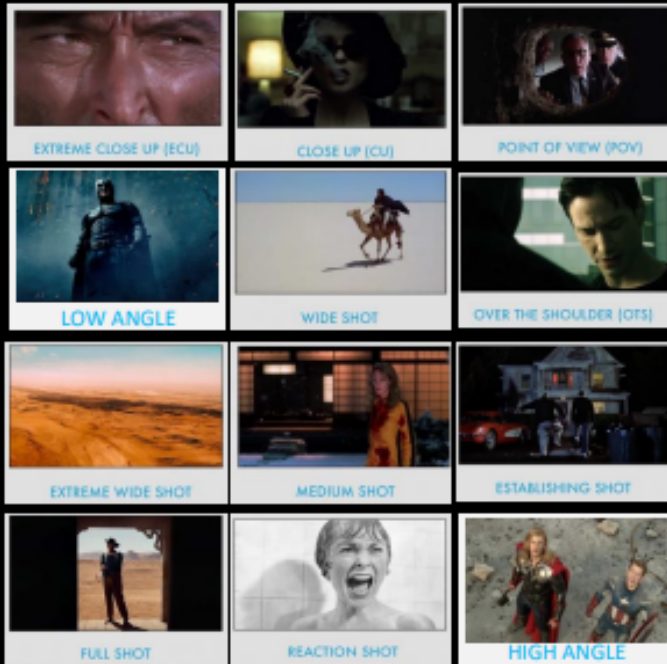 EXTREME CLOSE UP (ECU)
CLOSE UP (CU)
POINT OF VIEW (POV)
LOW ANGLE
WIDE SHOT
OVER THE SHOULDER (OTS)
EXTREME WIDE SHOT
MEDIUM SHOT
ESTABLISHING SHOT
FULL SHOT
REACTION SHOT
HIGH ANGLE